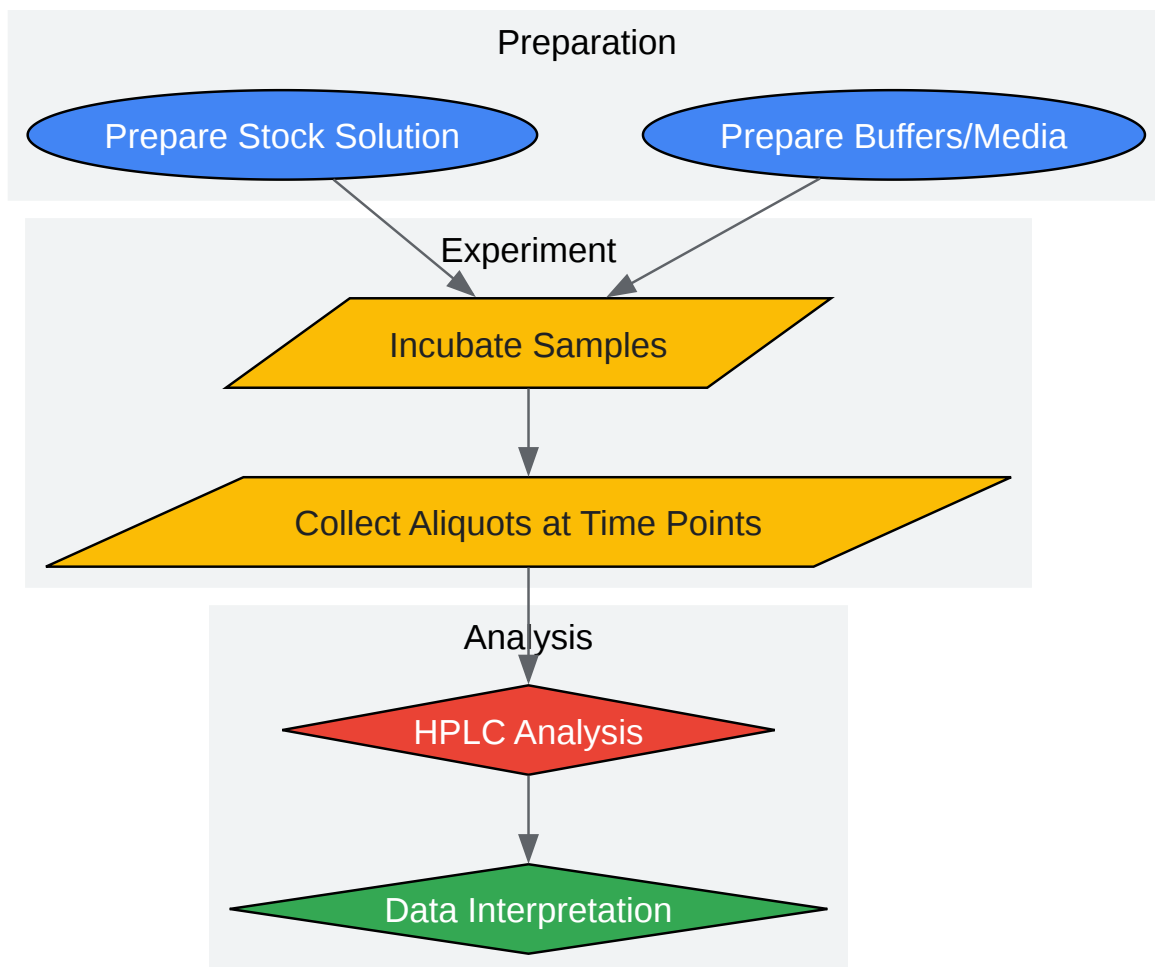 Preparation
Prepare Stock Solution
Prepare Buffers/Media
Experiment
Incubate Samples
Collect Aliquots at Time Points
Analysis
HPLC Analysis
Data Interpretation